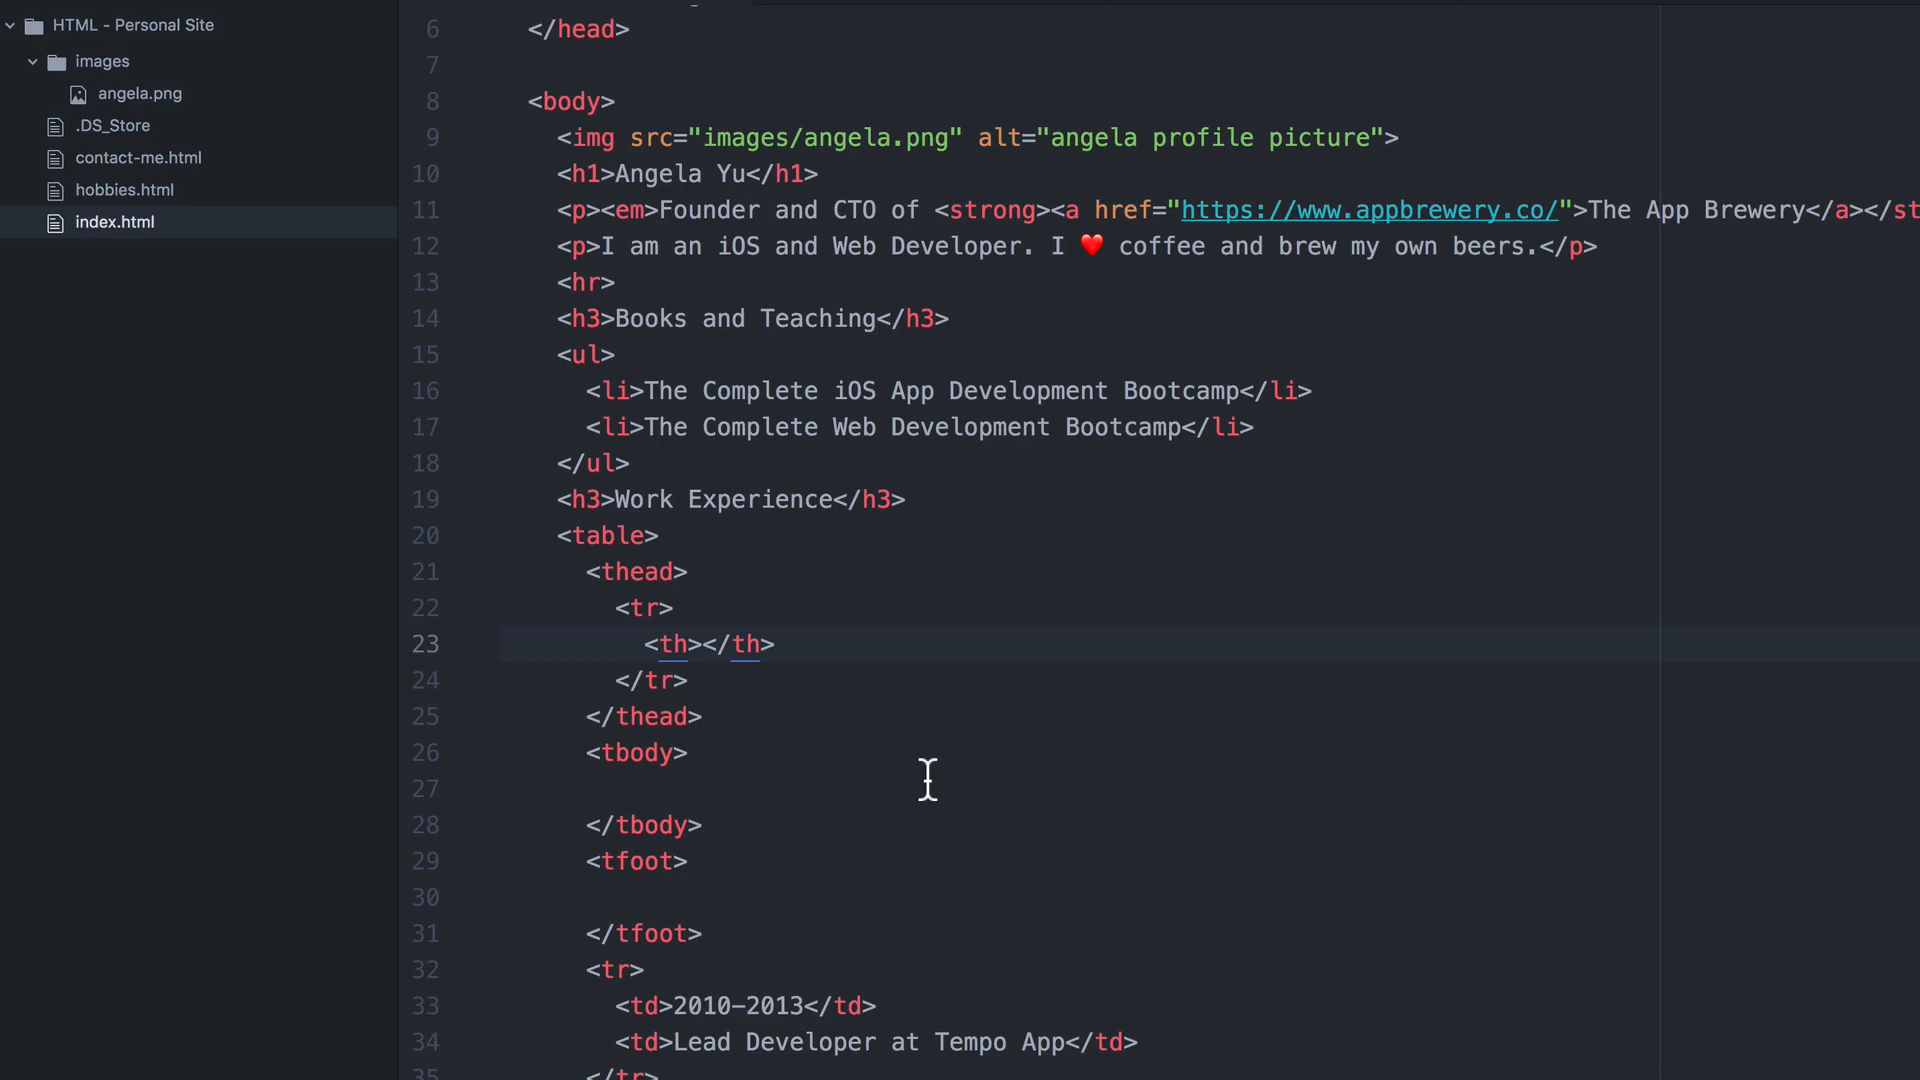 HTML - Personal Site
images
angela.png
.DS_Store
contact-me.html
hobbies.html
index.html
6 </head>
7
8 <body>
9 <img src="images/angela.png" alt="angela profile picture">
10 <h1>Angela Yu</h1>
11 <p><em>Founder and CTO of <strong><a href="https://www.appbrewery.co/">The App Brewery</a></st
12 <p>I am an iOS and Web Developer. I ❤️ coffee and brew my own beers.</p>
13 <hr>
14 <h3>Books and Teaching</h3>
15 <ul>
16 <li>The Complete iOS App Development Bootcamp</li>
17 <li>The Complete Web Development Bootcamp</li>
18 </ul>
19 <h3>Work Experience</h3>
20 <table>
21 <thead>
22 <tr>
23 <th></th>
24 </tr>
25 </thead>
26 <tbody>
27
28 </tbody>
29 <tfoot>
30
31 </tfoot>
32 <tr>
33 <td>2010-2013</td>
34 <td>Lead Developer at Tempo App</td>
35 </tr>